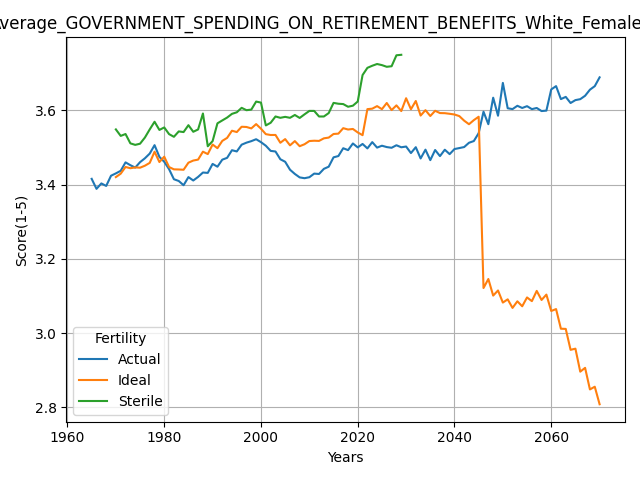 verage_GOVERNMENT_SPENDING_ON_RETIREMENT_BENEFITS_White_Female
Score(1-5)
3.6
3.4
3.2
3.0
2.8
Fertility
Actual
Ideal
Sterile
1960 1980 2000 2020 2040 2060
Years